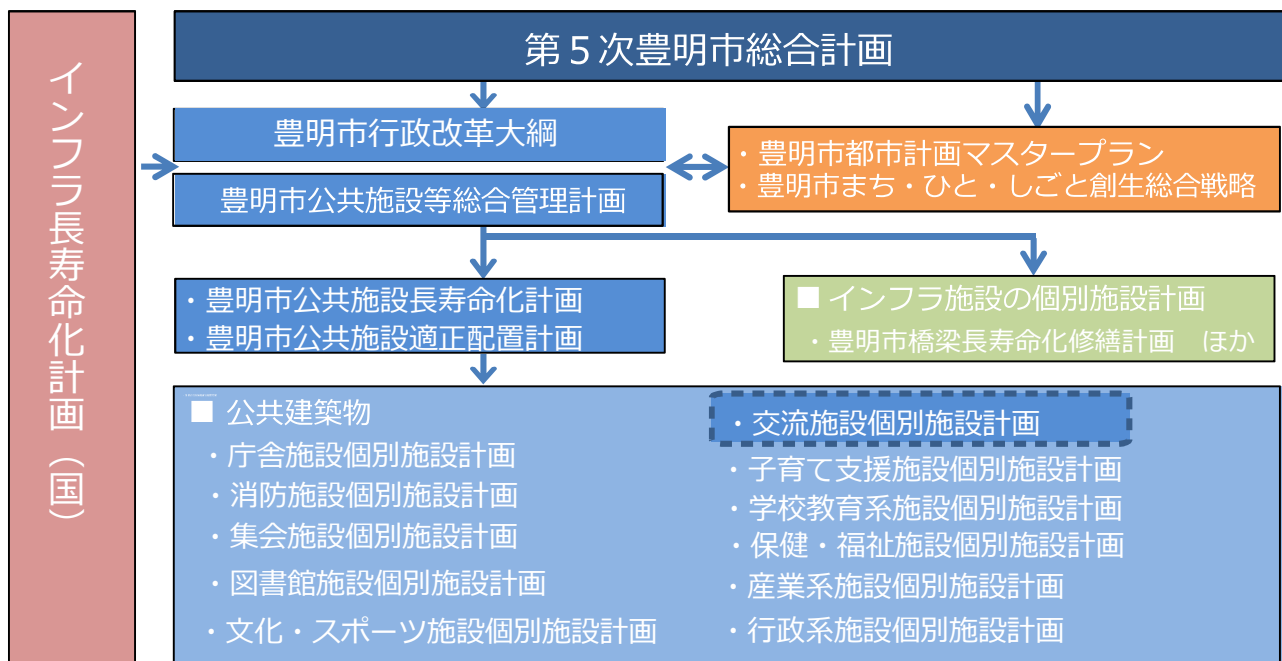 インフラ長寿命化計画（国）
第５次豊明市総合計画
豊明市行政改革大綱
豊明市公共施設等総合管理計画
・豊明市都市計画マスタープラン
・豊明市まち・ひと・しごと創生総合戦略
・豊明市公共施設長寿命化計画
・豊明市公共施設適正配置計画
■ インフラ施設の個別施設計画
・豊明市橋梁長寿命化修繕計画　ほか
■ 公共建築物
・庁舎施設個別施設計画
・消防施設個別施設計画
・集会施設個別施設計画
・図書館施設個別施設計画
・文化・スポーツ施設個別施設計画
・交流施設個別施設計画
・子育て支援施設個別施設計画
・学校教育系施設個別施設計画
・保健・福祉施設個別施設計画
・産業系施設個別施設計画
・行政系施設個別施設計画